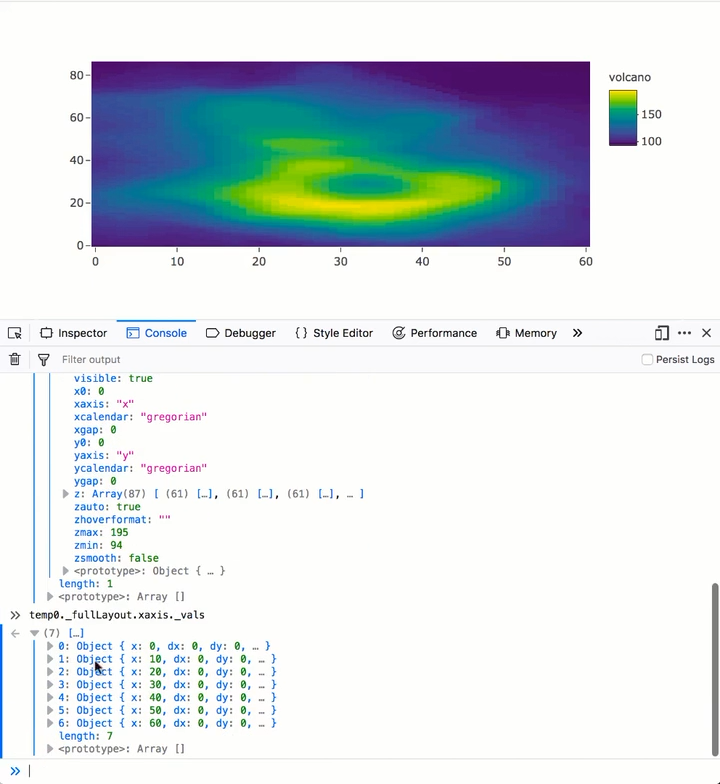 volcano
80
60
40
20
0
150
100
0 10 20 30 40 50 60
Inspector Console Debugger { } Style Editor Performance Memory
Filter output Persist Logs
visible: true
x0: 0
xaxis: "x"
xcalendar: "gregorian"
xgap: 0
y0: 0
yaxis: "y"
ycalendar: "gregorian"
ygap: 0
z: Array(87) [ (61) […], (61) […], (61) […], … ]
zauto: true
zhoverformat: ""
zmax: 195
zmin: 94
zsmooth: false
<prototype>: Object { … }
length: 1
<prototype>: Array []
temp0._fullLayout.xaxis._vals
(7) […]
0: Object { x: 0, dx: 0, dy: 0, … }
1: Object { x: 10, dx: 0, dy: 0, … }
2: Object { x: 20, dx: 0, dy: 0, … }
3: Object { x: 30, dx: 0, dy: 0, … }
4: Object { x: 40, dx: 0, dy: 0, … }
5: Object { x: 50, dx: 0, dy: 0, … }
6: Object { x: 60, dx: 0, dy: 0, … }
length: 7
<prototype>: Array []